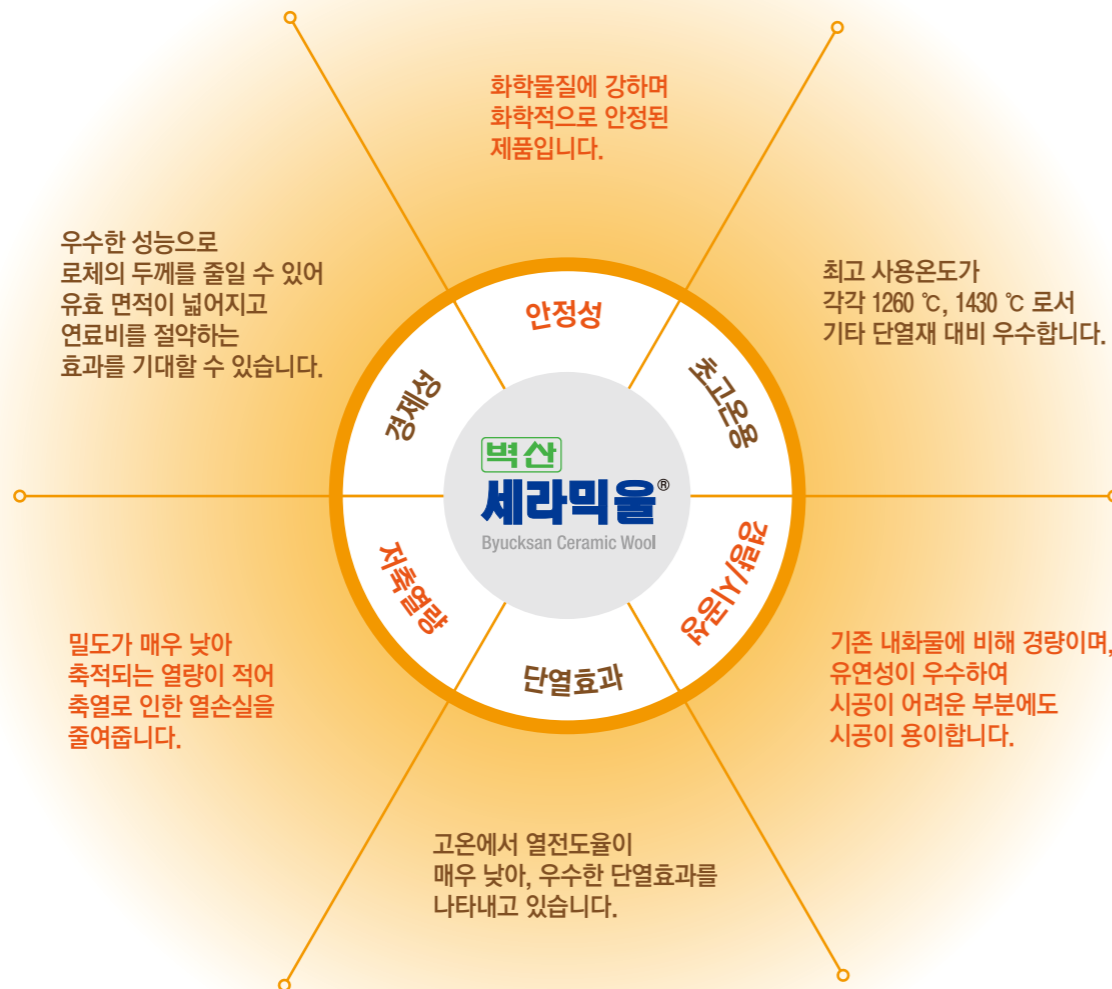 화학물질에 강하며
화학적으로 안정된
제품입니다.
우수한 성능으로
로체의 두께를 줄일 수 있어
유효 면적이 넓어지고
연료비를 절약하는
효과를 기대할 수 있습니다.
최고 사용온도가
각각 1260 ℃, 1430 ℃ 로서
기타 단열재 대비 우수합니다.
안정성
경제성
초고온용
벽산
세라믹울®
Byucksan Ceramic Wool
저축열량
경량/시공성
단열효과
밀도가 매우 낮아
축적되는 열량이 적어
축열로 인한 열손실을
줄여줍니다.
기존 내화물에 비해 경량이며,
유연성이 우수하여
시공이 어려운 부분에도
시공이 용이합니다.
고온에서 열전도율이
매우 낮아, 우수한 단열효과를
나타내고 있습니다.